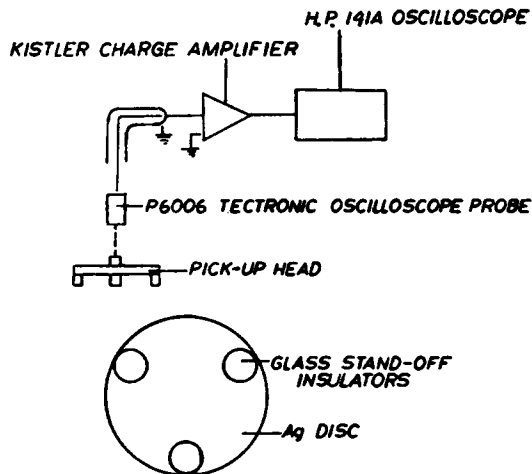 H.P. 141A OSCILLOSCOPE
KISTLER CHARGE AMPLIFIER
P6006 TECTRONIC OSCILLOSCOPE PROBE
PICK-UP HEAD
GLASS STAND-OFF
INSULATORS
Ag DISC